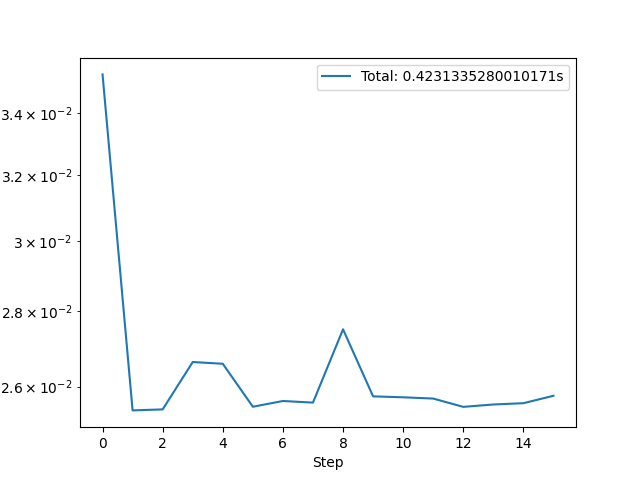 Total: 0.4231335280010171s
3.4 × 10⁻²
3.2 × 10⁻²
3 × 10⁻²
2.8 × 10⁻²
2.6 × 10⁻²
0 2 4 6 8 10 12 14
Step